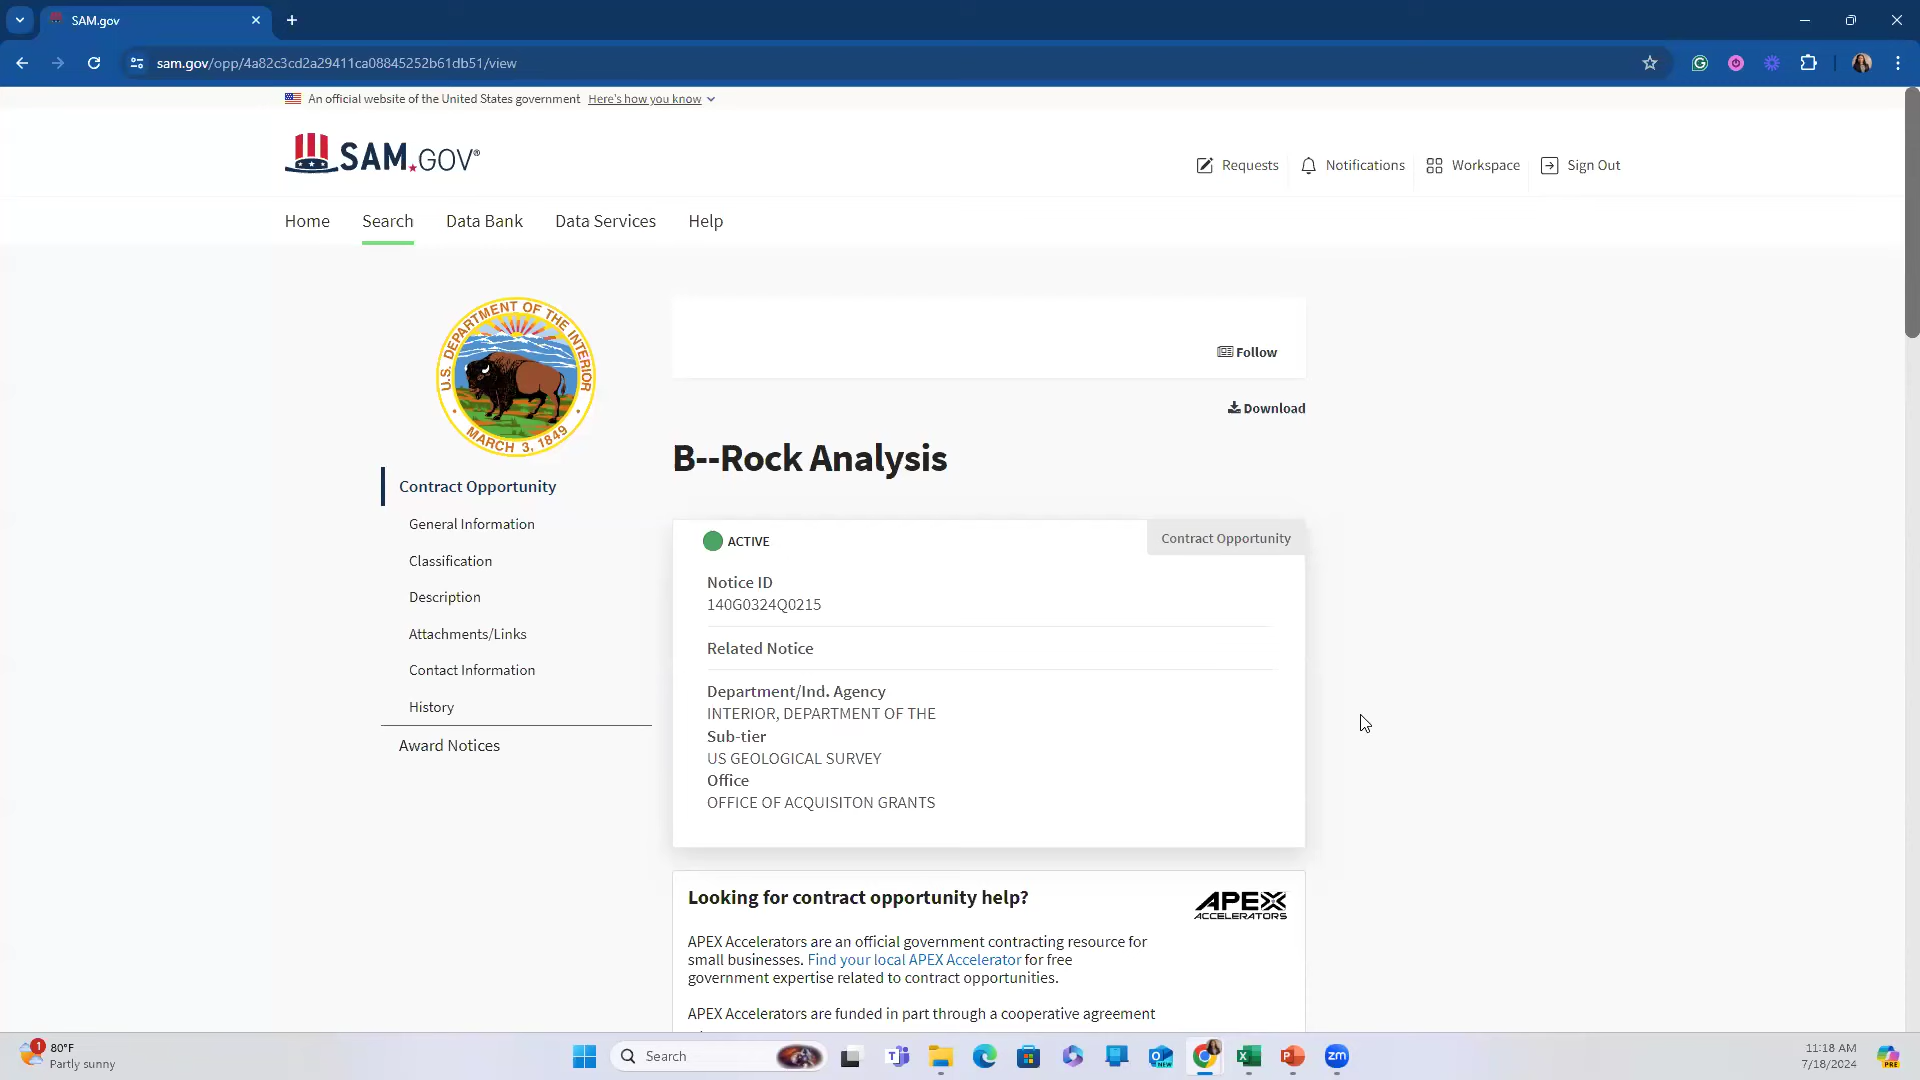 SAM.gov
sam.gov/opp/4a82c3cd2a29411ca08845252b61db51/view
An official website of the United States government Here's how you know
SAM.GOV®
Requests
Notifications
Workspace
Sign Out
Home
Search
Data Bank
Data Services
Help
U.S. DEPARTMENT OF THE INTERIOR
MARCH 3, 1849
Contract Opportunity
General Information
Classification
Description
Attachments/Links
Contact Information
History
Award Notices
Follow
Download
B--Rock Analysis
ACTIVE
Contract Opportunity
Notice ID
140G0324Q0215
Related Notice
Department/Ind. Agency
INTERIOR, DEPARTMENT OF THE
Sub-tier
US GEOLOGICAL SURVEY
Office
OFFICE OF ACQUISITON GRANTS
Looking for contract opportunity help?
APEX
ACCELERATORS
APEX Accelerators are an official government contracting resource for
small businesses. Find your local APEX Accelerator for free
government expertise related to contract opportunities.
APEX Accelerators are funded in part through a cooperative agreement
1
80°F
Partly sunny
Search
zm
11:18 AM
7/18/2024
PRE